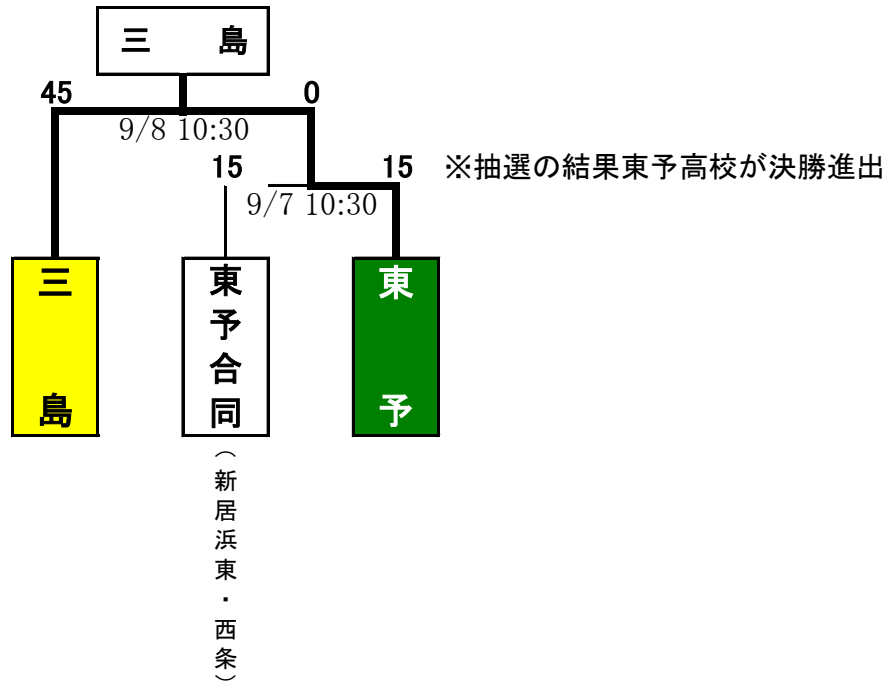 三 島
45
0
9/8 10:30
15
15
※抽選の結果東予高校が決勝進出
9/7 10:30
三島
東予合同
東予
（新居浜東・西条）